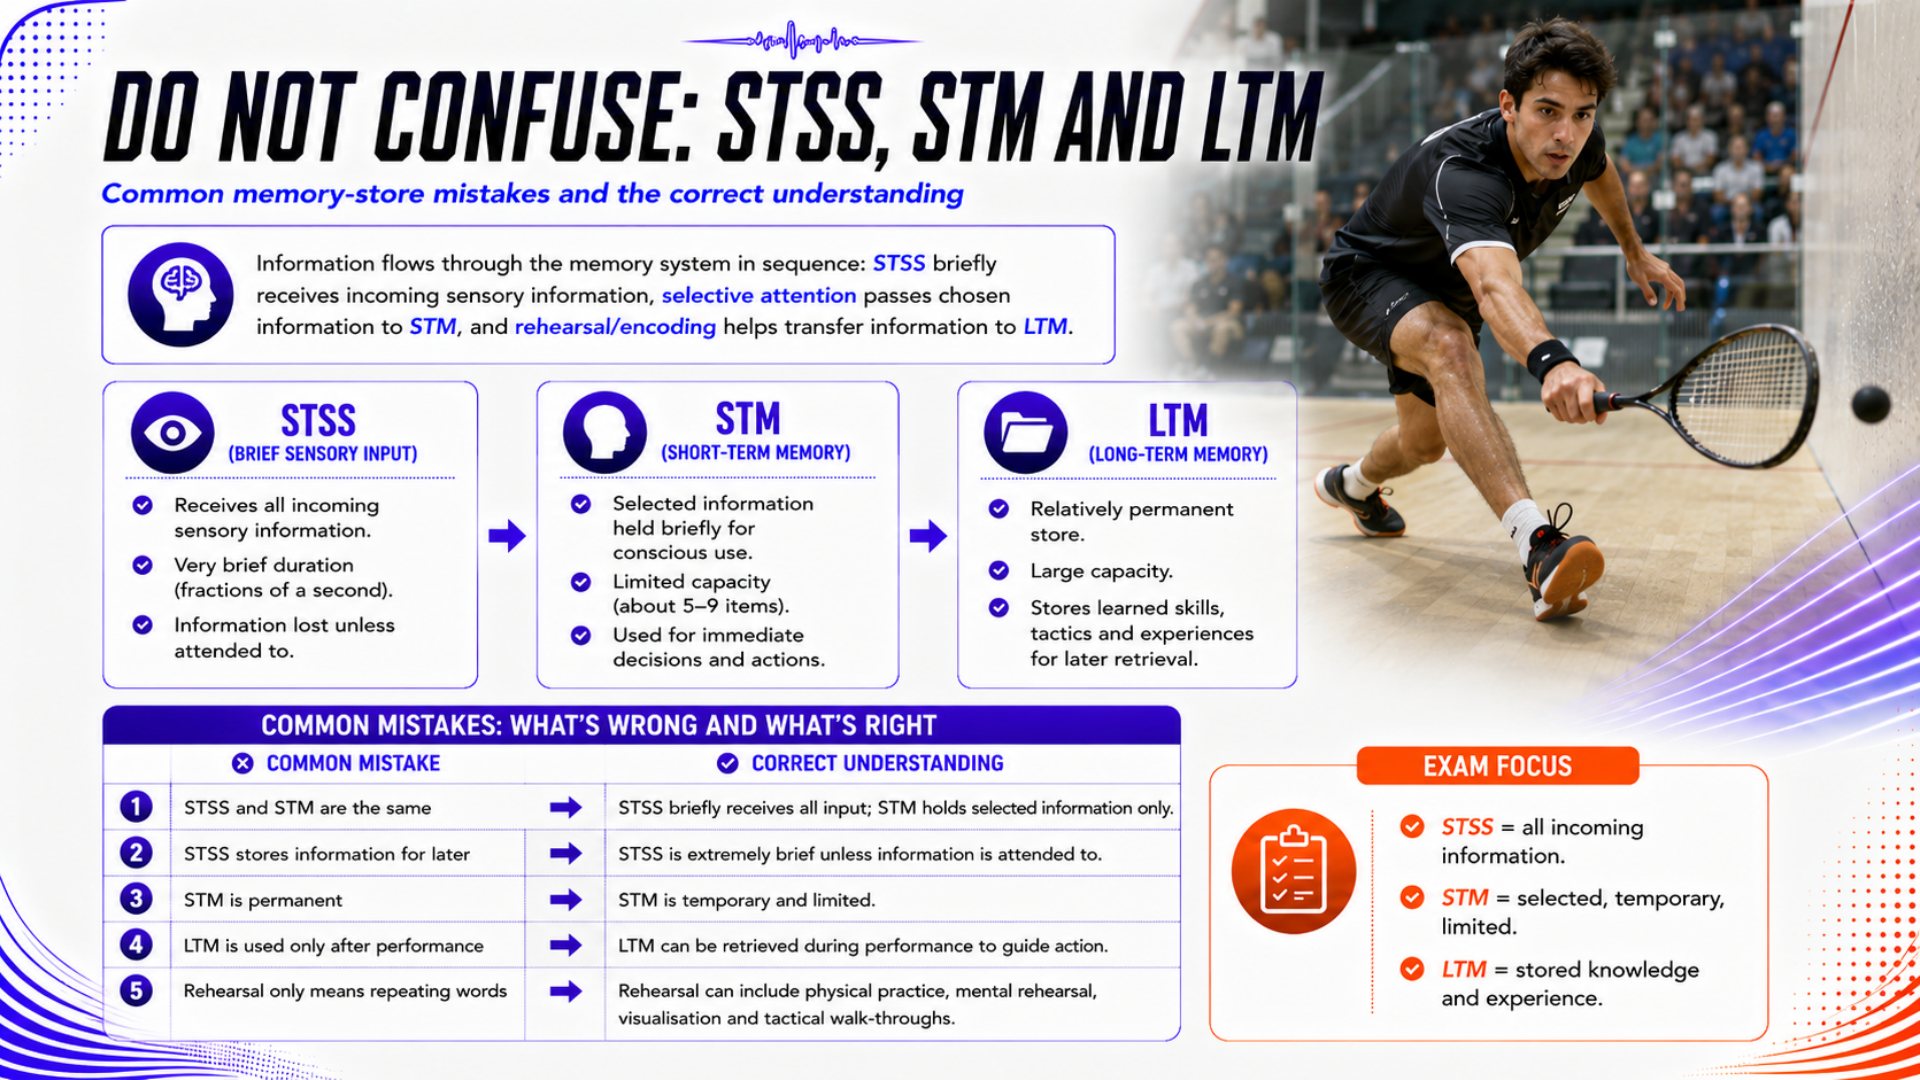 DO NOT CONFUSE: STSS, STM AND LTM
Common memory-store mistakes and the correct understanding
Information flows through the memory system in sequence: STSS briefly
receives incoming sensory information, selective attention passes chosen
information to STM, and rehearsal/encoding helps transfer information to LTM.
STSS
(BRIEF SENSORY INPUT)
Receives all incoming
sensory information.
Very brief duration
(fractions of a second).
Information lost unless
attended to.
STM
(SHORT-TERM MEMORY)
Selected information
held briefly for
conscious use.
Limited capacity
(about 5–9 items).
Used for immediate
decisions and actions.
LTM
(LONG-TERM MEMORY)
Relatively permanent
store.
Large capacity.
Stores learned skills,
tactics and experiences
for later retrieval.
COMMON MISTAKES: WHAT'S WRONG AND WHAT'S RIGHT
COMMON MISTAKE
CORRECT UNDERSTANDING
1 STSS and STM are the same
STSS briefly receives all input; STM holds selected information only.
2 STSS stores information for later
STSS is extremely brief unless information is attended to.
3 STM is permanent
STM is temporary and limited.
4 LTM is used only after performance
LTM can be retrieved during performance to guide action.
5 Rehearsal only means repeating words
Rehearsal can include physical practice, mental rehearsal,
visualisation and tactical walk-throughs.
EXAM FOCUS
STSS = all incoming
information.
STM = selected, temporary,
limited.
LTM = stored knowledge
and experience.